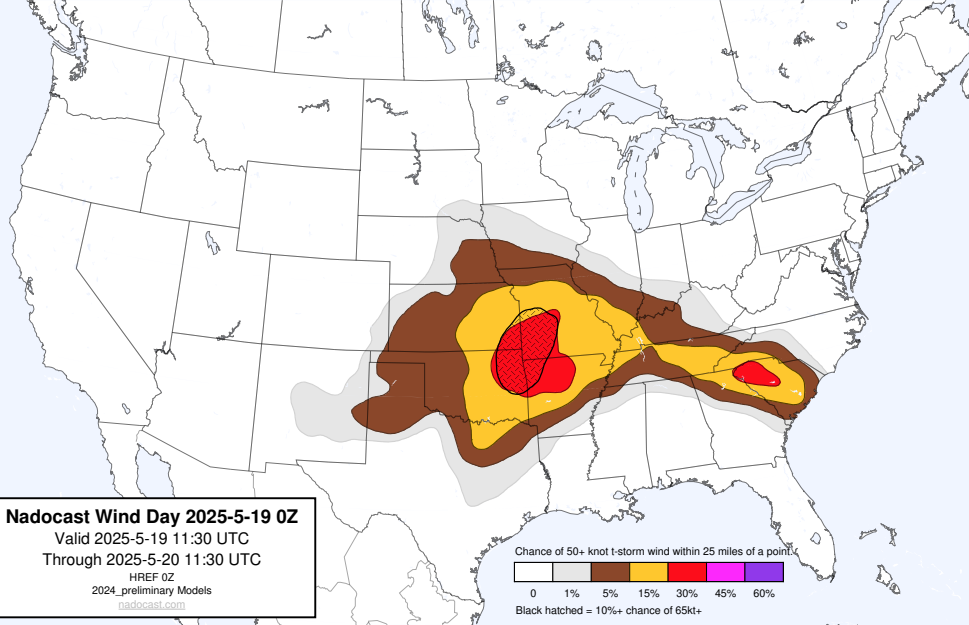 Nadocast Wind Day 2025-5-19 0Z
Valid 2025-5-19 11:30 UTC
Through 2025-5-20 11:30 UTC
HREF 0Z
2024_preliminary Models
nadocast.com
Chance of 50+ knot t-storm wind within 25 miles of a point.
0 1% 5% 15% 30% 45% 60%
Black hatched = 10%+ chance of 65kt+